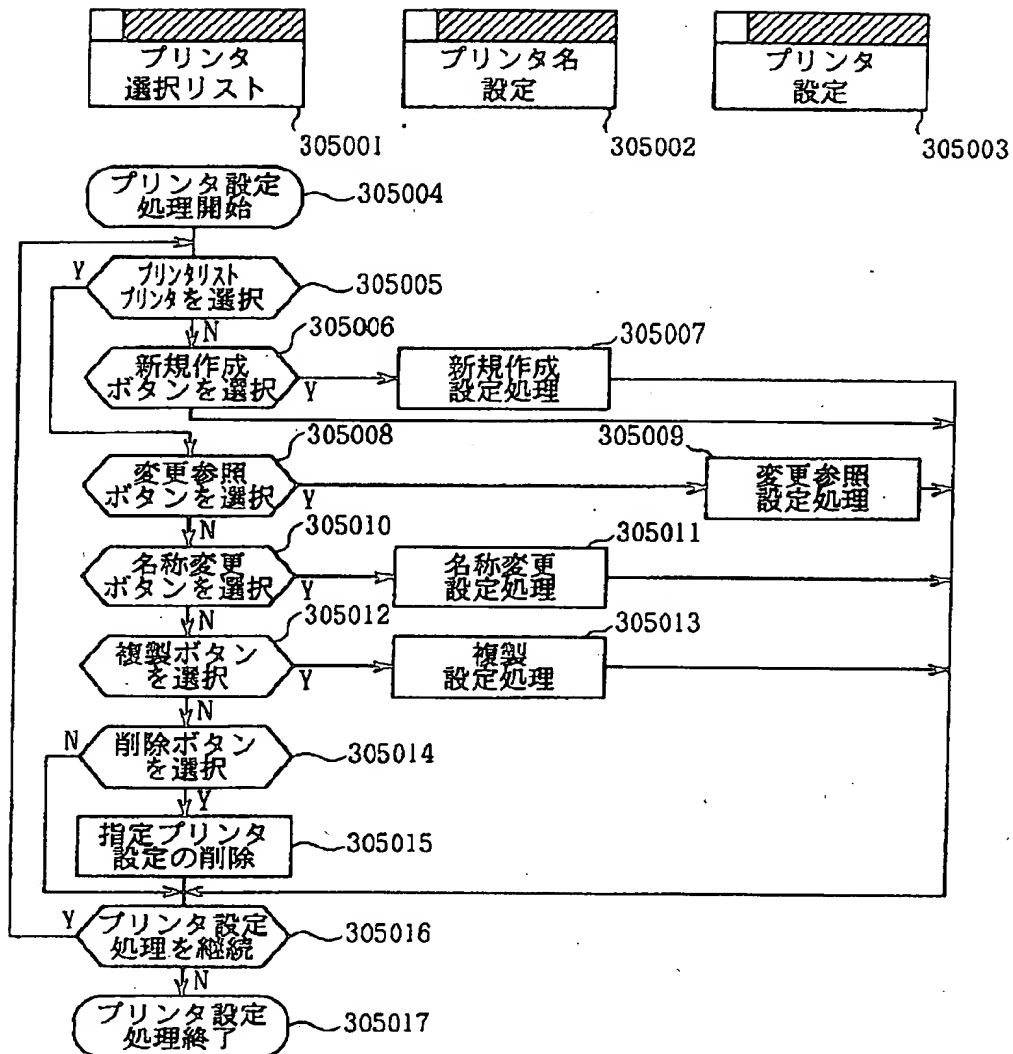 プリンタ
選択リスト
305001
プリンタ名
設定
305002
プリンタ
設定
305003
プリンタ設定
処理開始
305004
プリンタリスト
プリンタを選択
305005
Y
N
新規作成
ボタンを選択
305006
Y
新規作成
設定処理
305007
変更参照
ボタンを選択
305008
Y
N
変更参照
設定処理
305009
名称変更
ボタンを選択
305010
Y
N
名称変更
設定処理
305011
複製ボタン
を選択
305012
Y
N
複製
設定処理
305013
削除ボタン
を選択
305014
N
Y
指定プリンタ
設定の削除
305015
プリンタ設定
処理を継続
305016
Y
N
プリンタ設定
処理終了
305017